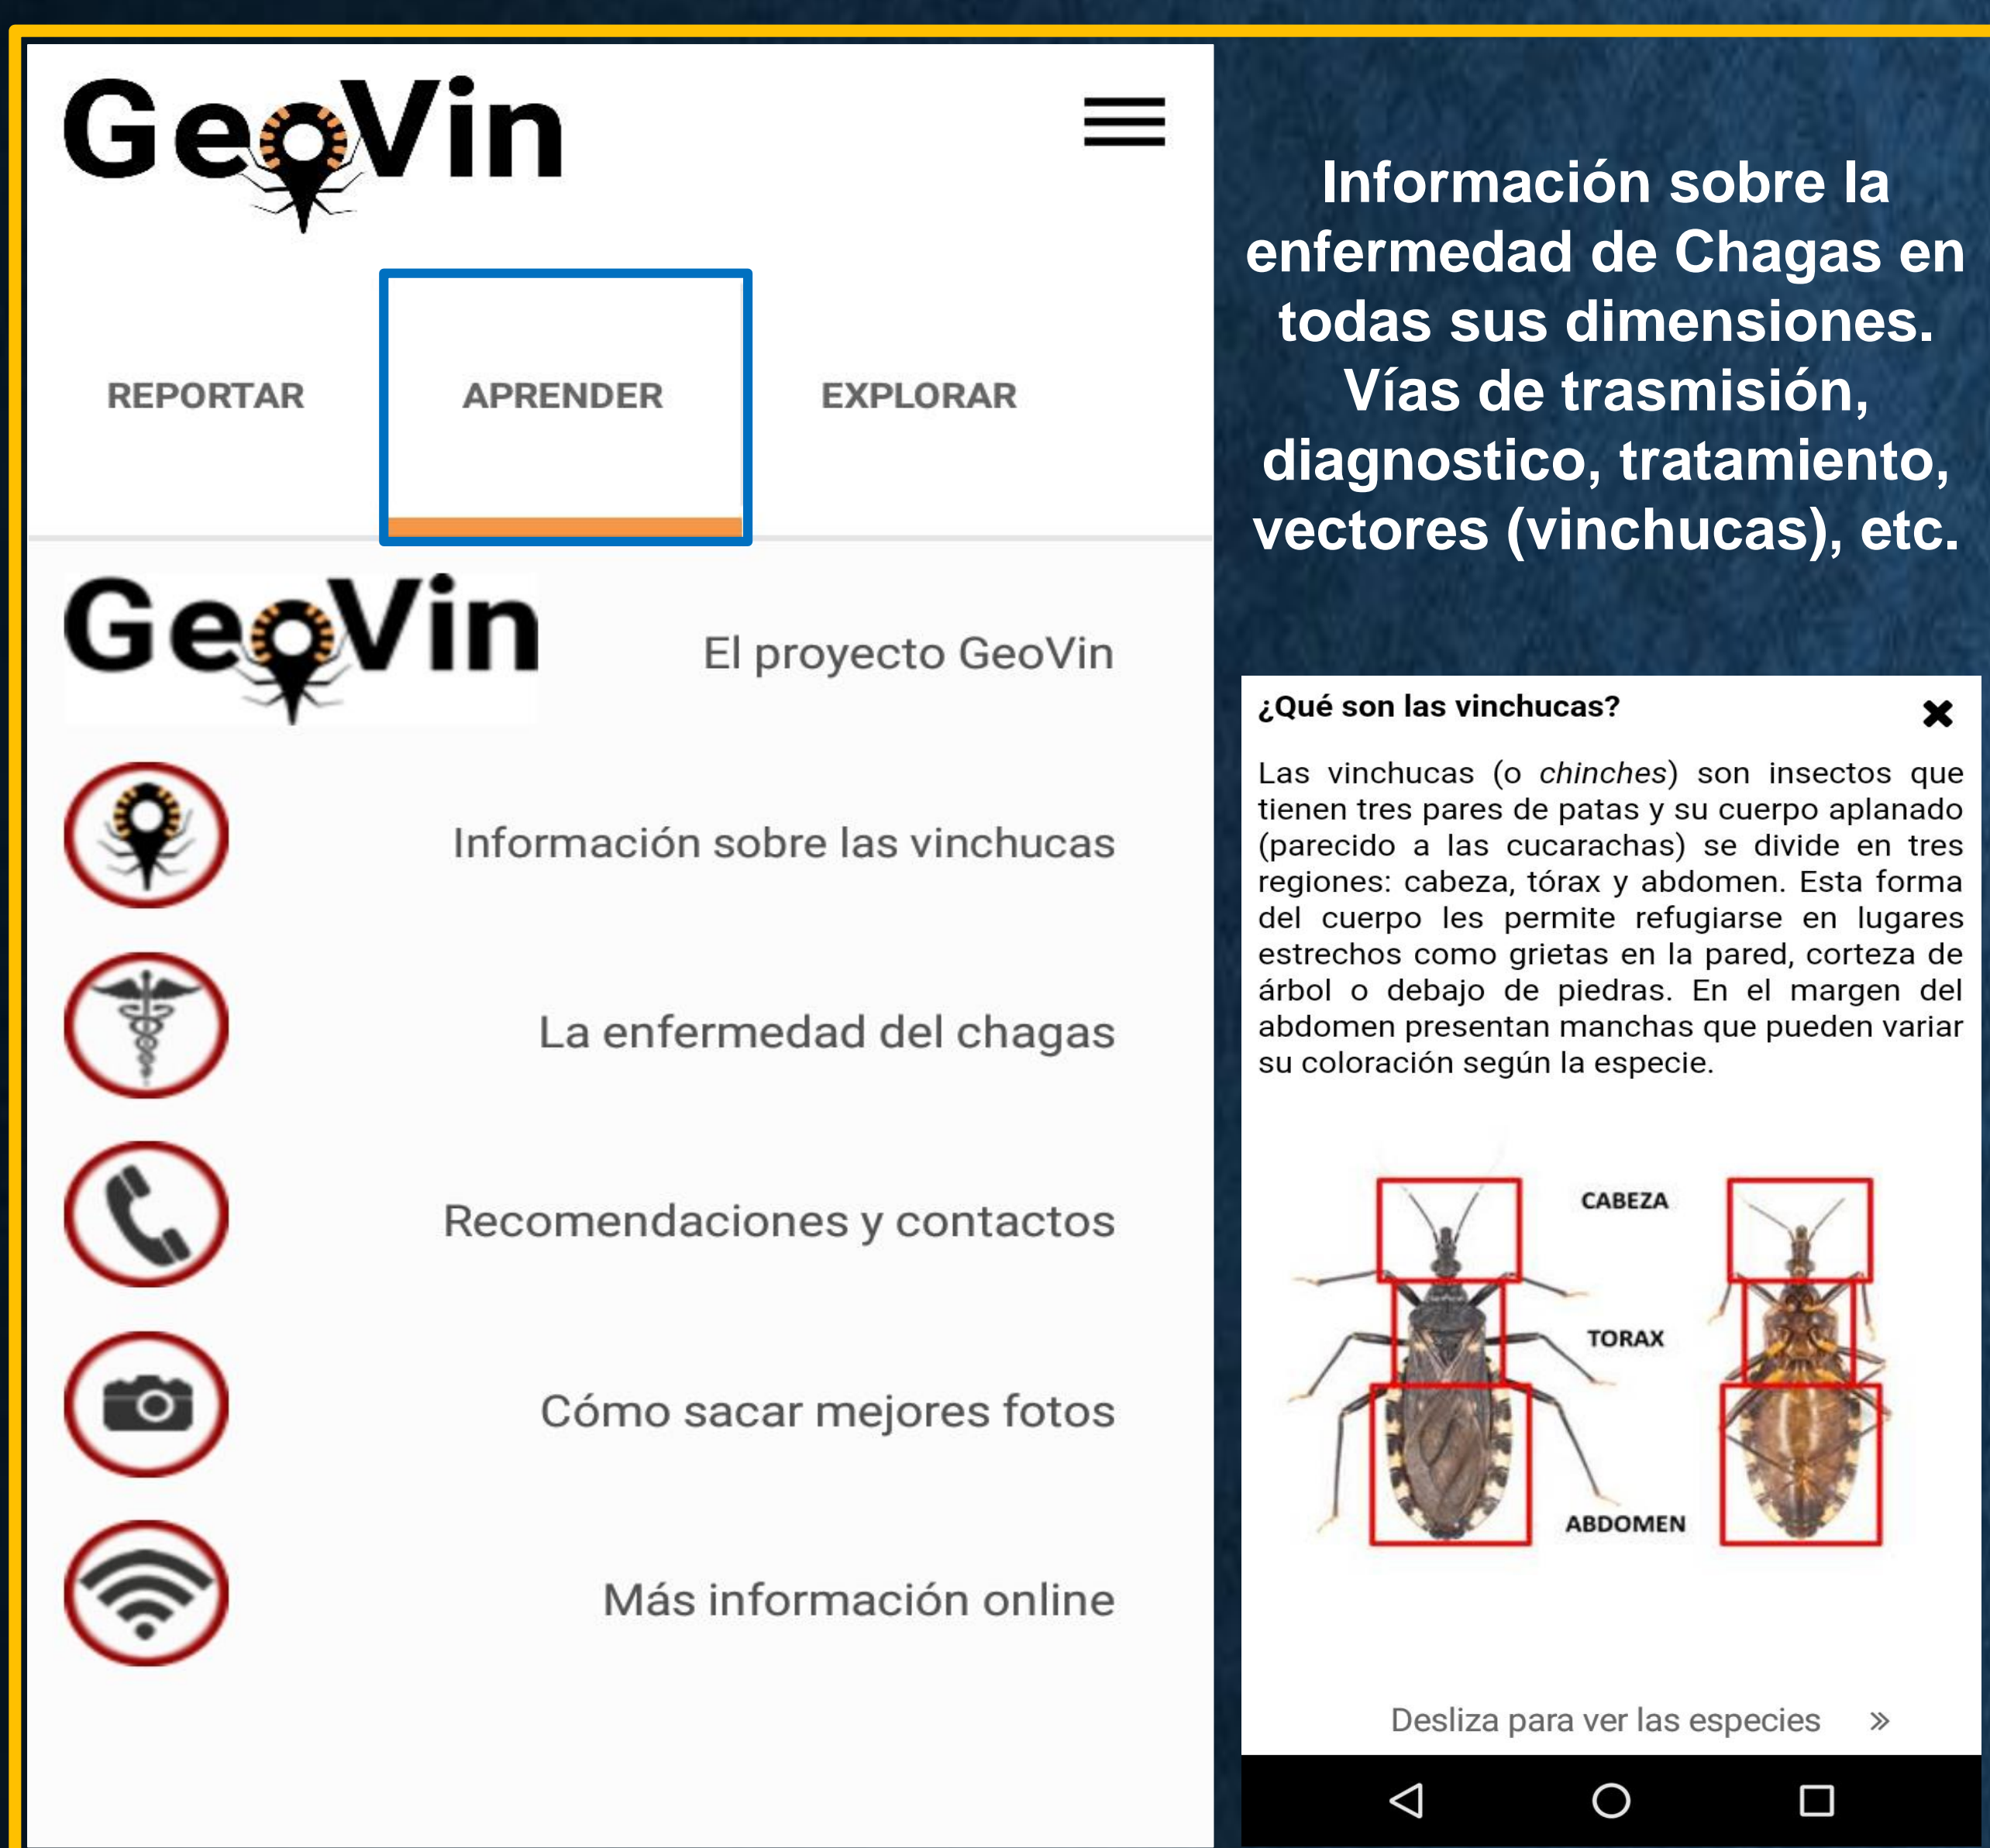 GeoVin
REPORTAR
APRENDER
EXPLORAR
GeoVin
El proyecto GeoVin
Información sobre las vinchucas
La enfermedad del chagas
Recomendaciones y contactos
Cómo sacar mejores fotos
Más información online
Información sobre la
enfermedad de Chagas en
todas sus dimensiones.
Vías de trasmisión,
diagnostico, tratamiento,
vectores (vinchucas), etc.
¿Qué son las vinchucas?
Las vinchucas (o chinches) son insectos que
tienen tres pares de patas y su cuerpo aplanado
(parecido a las cucarachas) se divide en tres
regiones: cabeza, tórax y abdomen. Esta forma
del cuerpo les permite refugiarse en lugares
estrechos como grietas en la pared, corteza de
árbol o debajo de piedras. En el margen del
abdomen presentan manchas que pueden variar
su coloración según la especie.
CABEZA
TORAX
ABDOMEN
Desliza para ver las especies »